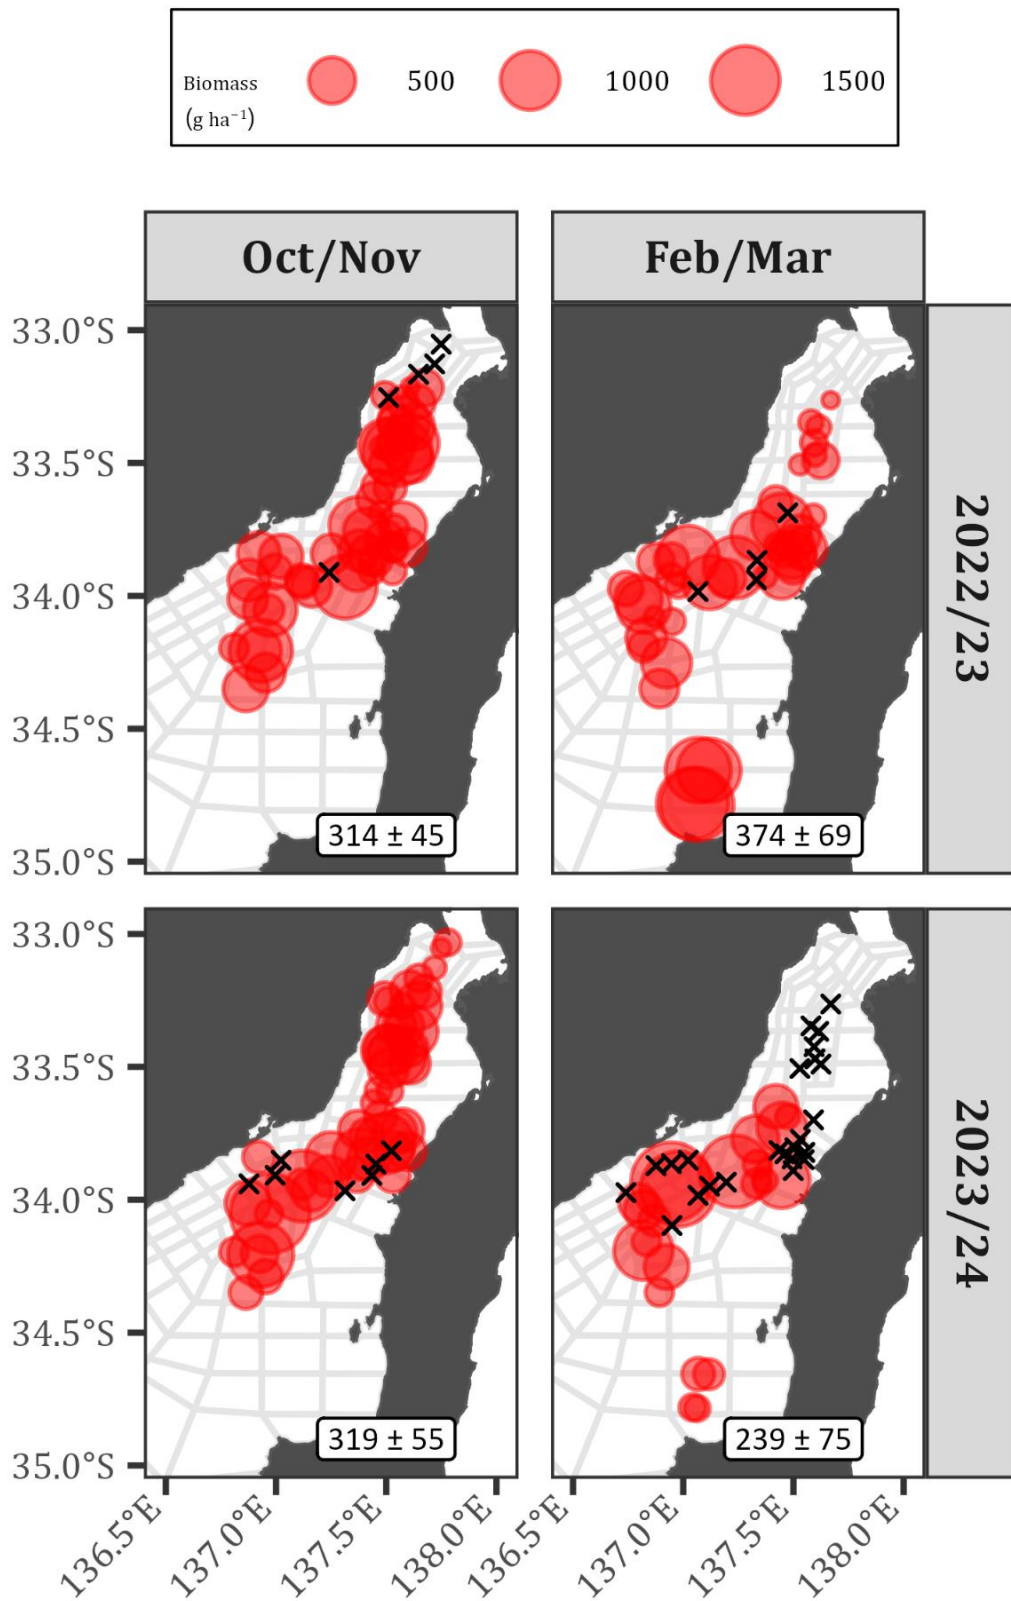 Biomass
(g ha⁻¹)
500
1000
1500
Oct/Nov
Feb/Mar
33.0°S
33.5°S
34.0°S
34.5°S
35.0°S
314 ± 45
374 ± 69
2022/23
33.0°S
33.5°S
34.0°S
34.5°S
35.0°S
319 ± 55
239 ± 75
2023/24
136.5°E
137.0°E
137.5°E
138.0°E
136.5°E
137.0°E
137.5°E
138.0°E